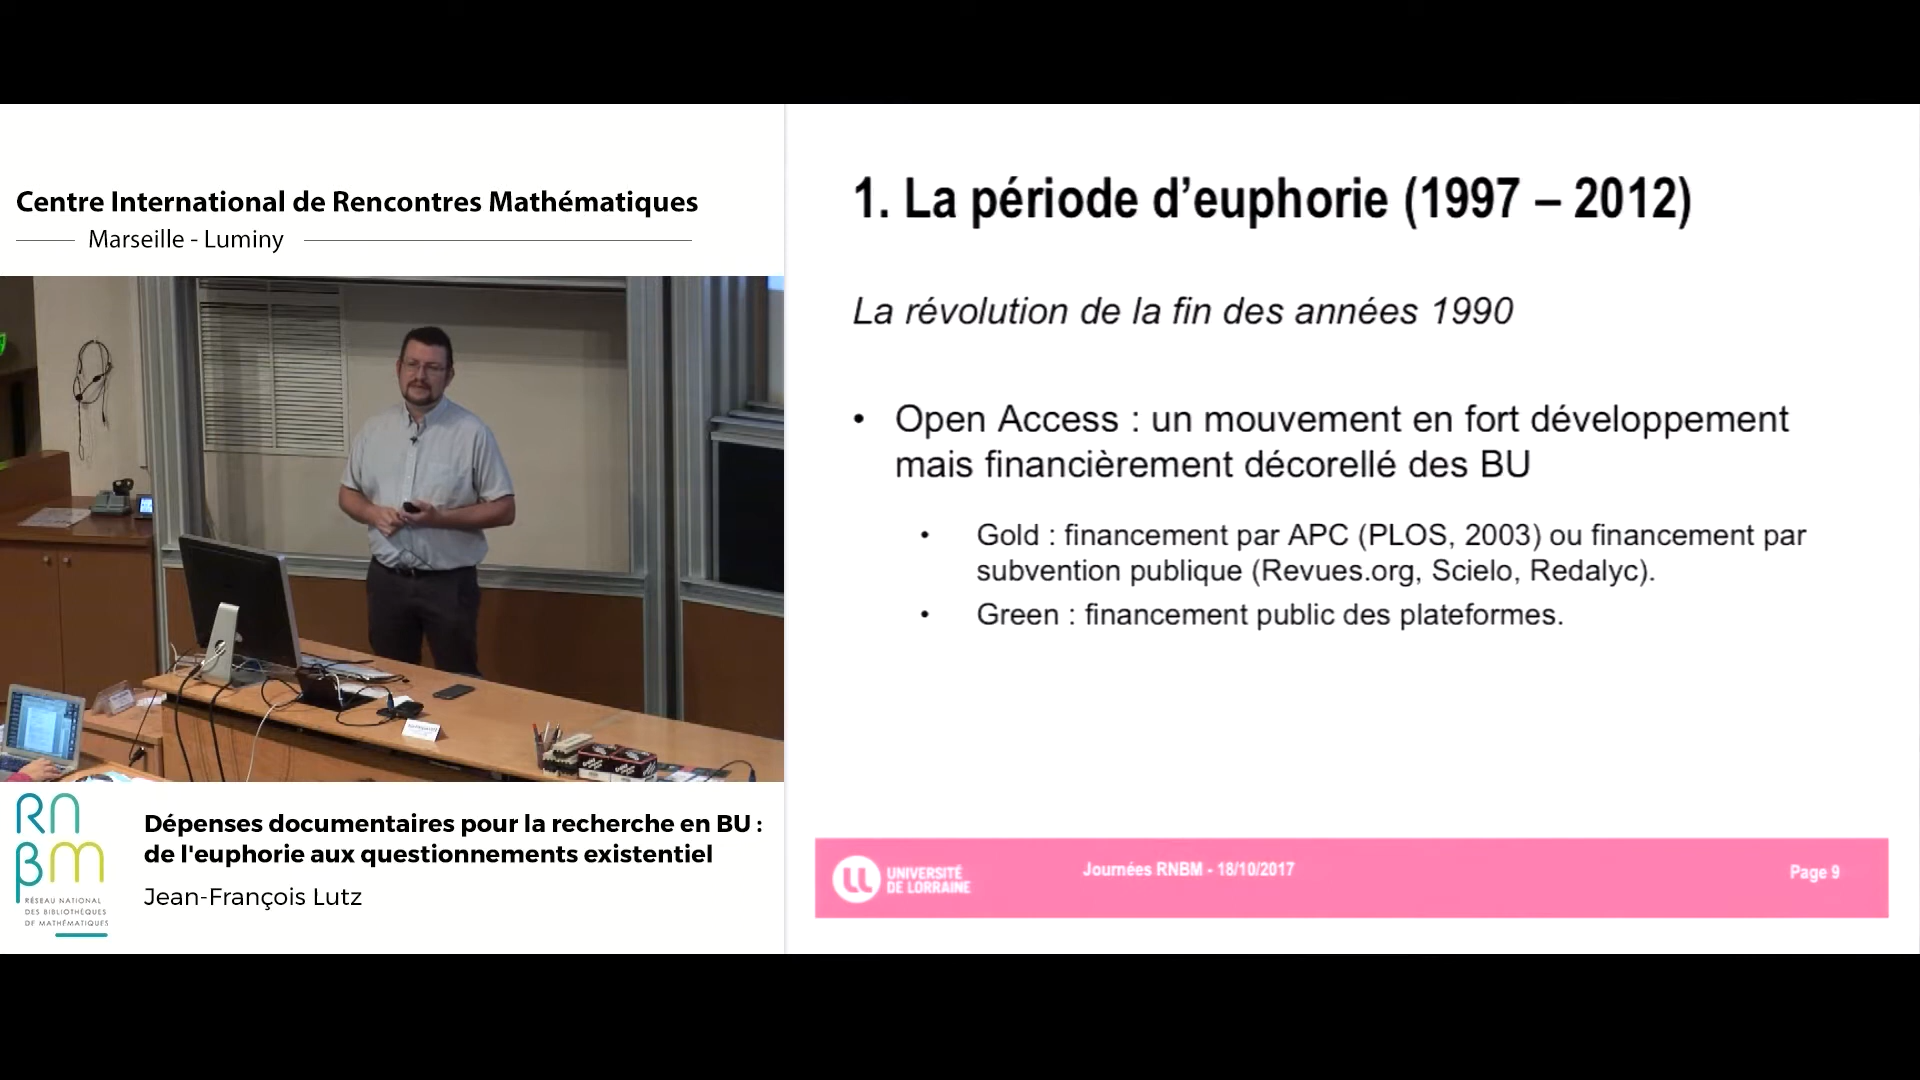 Centre International de Rencontres Mathématiques
Marseille - Luminy
1. La période d’euphorie (1997 – 2012)
La révolution de la fin des années 1990
• Open Access : un mouvement en fort développement
mais financièrement décorellé des BU
• Gold : financement par APC (PLOS, 2003) ou financement par
subvention publique (Revues.org, Scielo, Redalyc).
• Green : financement public des plateformes.
UNIVERSITÉ
DE LORRAINE
Journées RNBM - 18/10/2017
Page 9
RN
BM
RÉSEAU NATIONAL
DES BIBLIOTHÈQUES
DE MATHÉMATIQUES
Dépenses documentaires pour la recherche en BU :
de l'euphorie aux questionnements existentiel
Jean-François Lutz